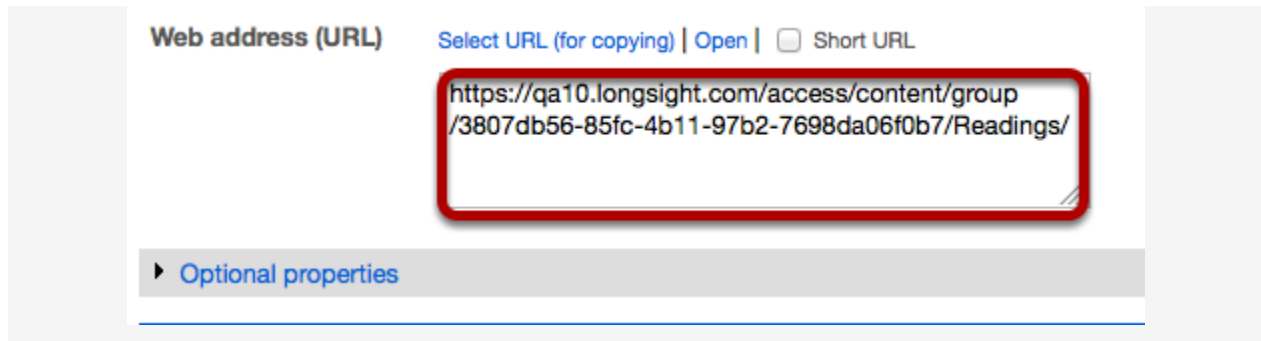 Web address (URL) Select URL (for copying) | Open | Short URL
https://qa10.longsight.com/access/content/group
/3807db56-85fc-4b11-97b2-7698da06f0b7/Readings/
Optional properties